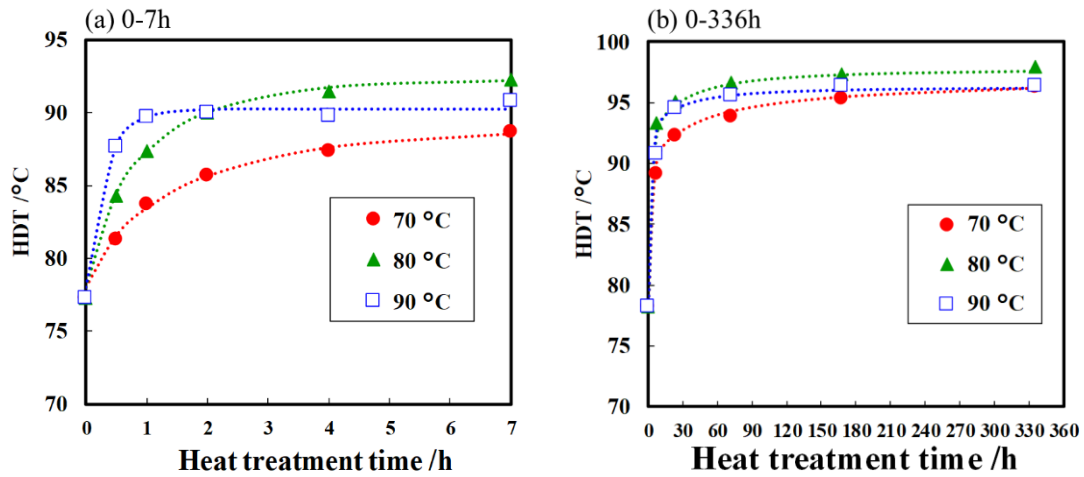 (a) 0-7h
95
90
85
80
75
70
HDT /°C
0 1 2 3 4 5 6 7
Heat treatment time /h
70 °C
80 °C
90 °C
(b) 0-336h
100
95
90
85
80
75
70
HDT /°C
0 30 60 90 120 150 180 210 240 270 300 330 360
Heat treatment time /h
70 °C
80 °C
90 °C